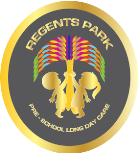 REGENTS PARK
PRE - SCHOOL LONG DAY CARE